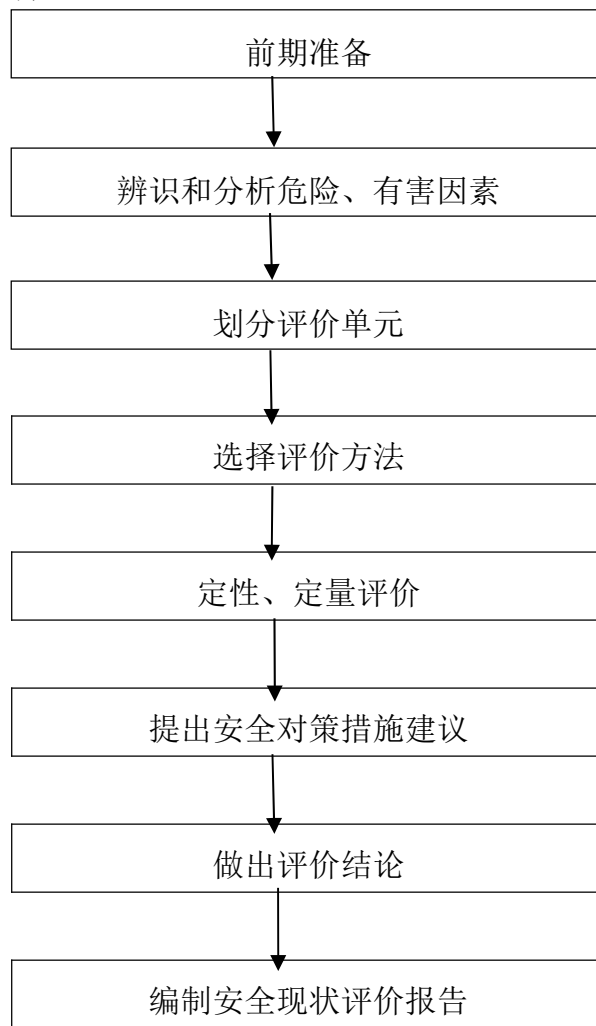 前期准备
辨识和分析危险、有害因素
划分评价单元
选择评价方法
定性、定量评价
提出安全对策措施建议
做出评价结论
编制安全现状评价报告